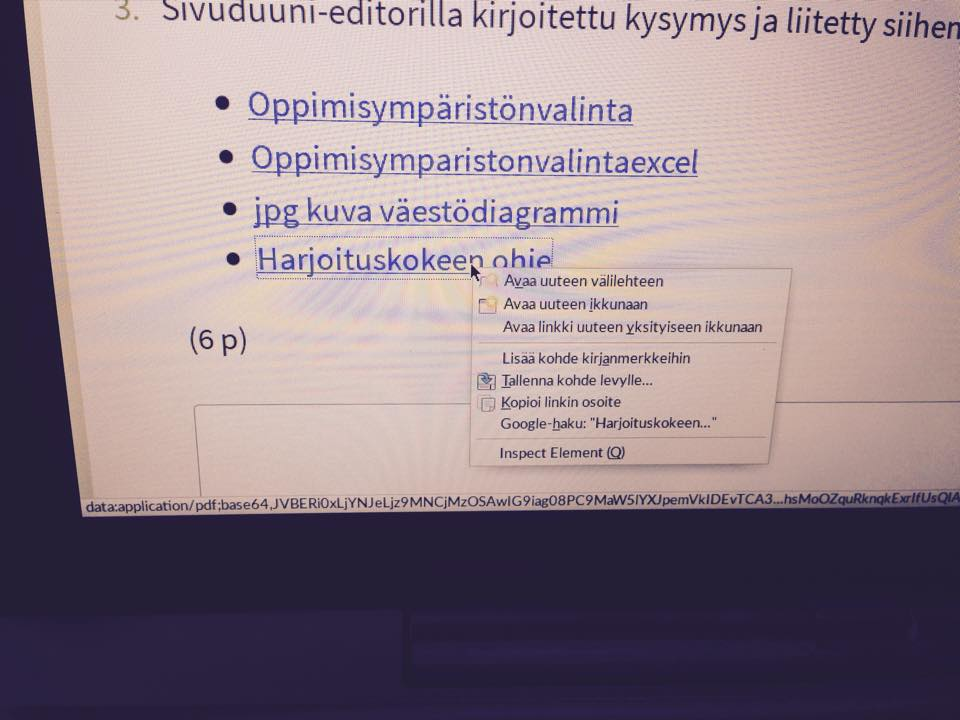 3. Sivuduuni-editorilla kirjoitettu kysymys ja liitetty siihen
• Oppimisympäristönvalinta
• Oppimisymparistonvalintaexcel
• jpg kuva väestödiagrammi
• Harjoituskokeen ohje
Avaa uuteen välilehteen
Avaa uuteen ikkunaan
Avaa linkki uuteen yksityiseen ikkunaan
(6 p)
Lisää kohde kirjanmerkkeihin
Tallenna kohde levylle...
Kopioi linkin osoite
Google-haku: "Harjoituskokeen..."
Inspect Element (Q)
data:application/pdf;base64,